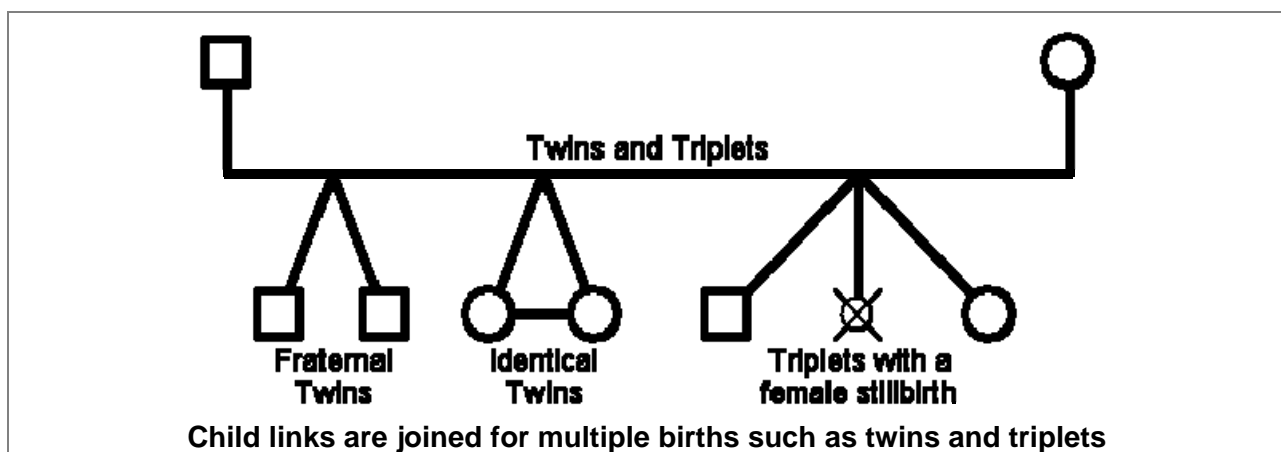 Twins and Triplets
Fraternal
Twins
Identical
Twins
Triplets with a
female stillbirth
Child links are joined for multiple births such as twins and triplets